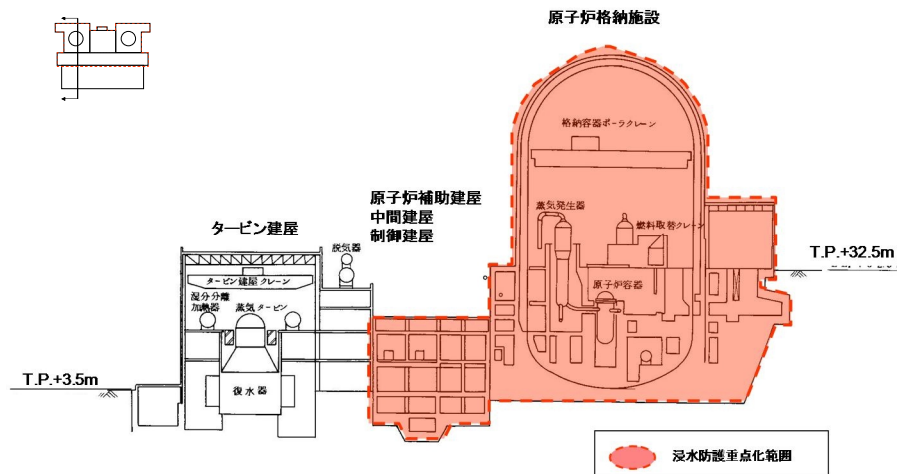 原子炉格納施設
格納容器ポーラクレーン
原子炉補助建屋
中間建屋
制御建屋
蒸気発生器
燃料取替クレーン
タービン建屋
脱気器
T.P.+32.5m
タービン建屋クレーン
湿分分離
加熱器
蒸気タービン
原子炉容器
T.P.+3.5m
復水器
浸水防護重点化範囲